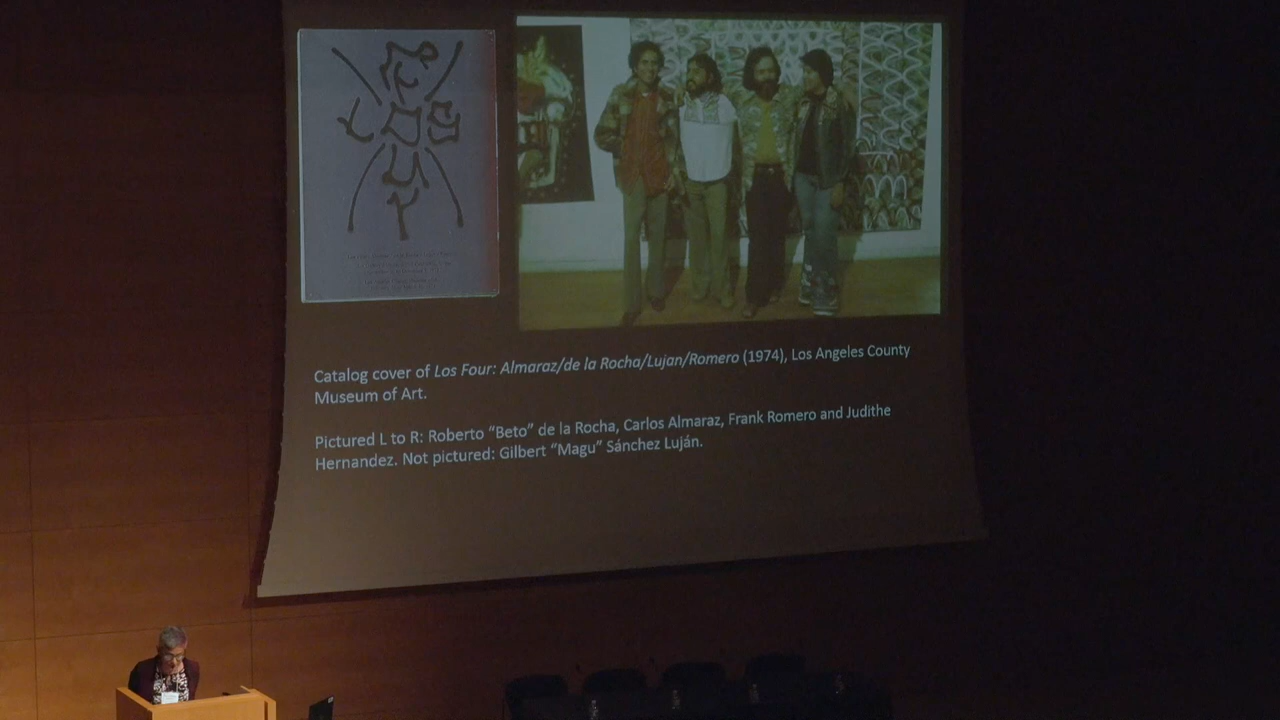 Catalog cover of Los Four: Almaraz/de la Rocha/Lujan/Romero (1974), Los Angeles County
Museum of Art.
Pictured L to R: Roberto “Beto” de la Rocha, Carlos Almaraz, Frank Romero and Judithe
Hernandez. Not pictured: Gilbert “Magu” Sánchez Luján.